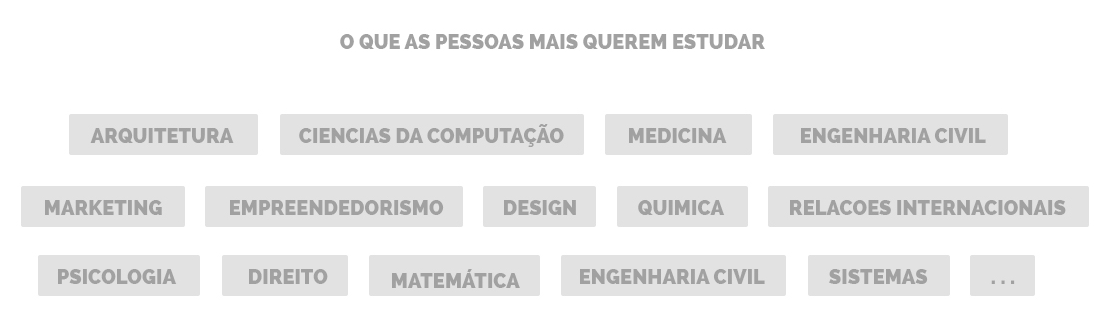 O QUE AS PESSOAS MAIS QUEREM ESTUDAR
ARQUITETURA CIENCIAS DA COMPUTAÇÃO MEDICINA ENGENHARIA CIVIL
MARKETING EMPREENDEDORISMO DESIGN QUIMICA RELACOES INTERNACIONAIS
PSICOLOGIA DIREITO MATEMÁTICA ENGENHARIA CIVIL SISTEMAS . . .